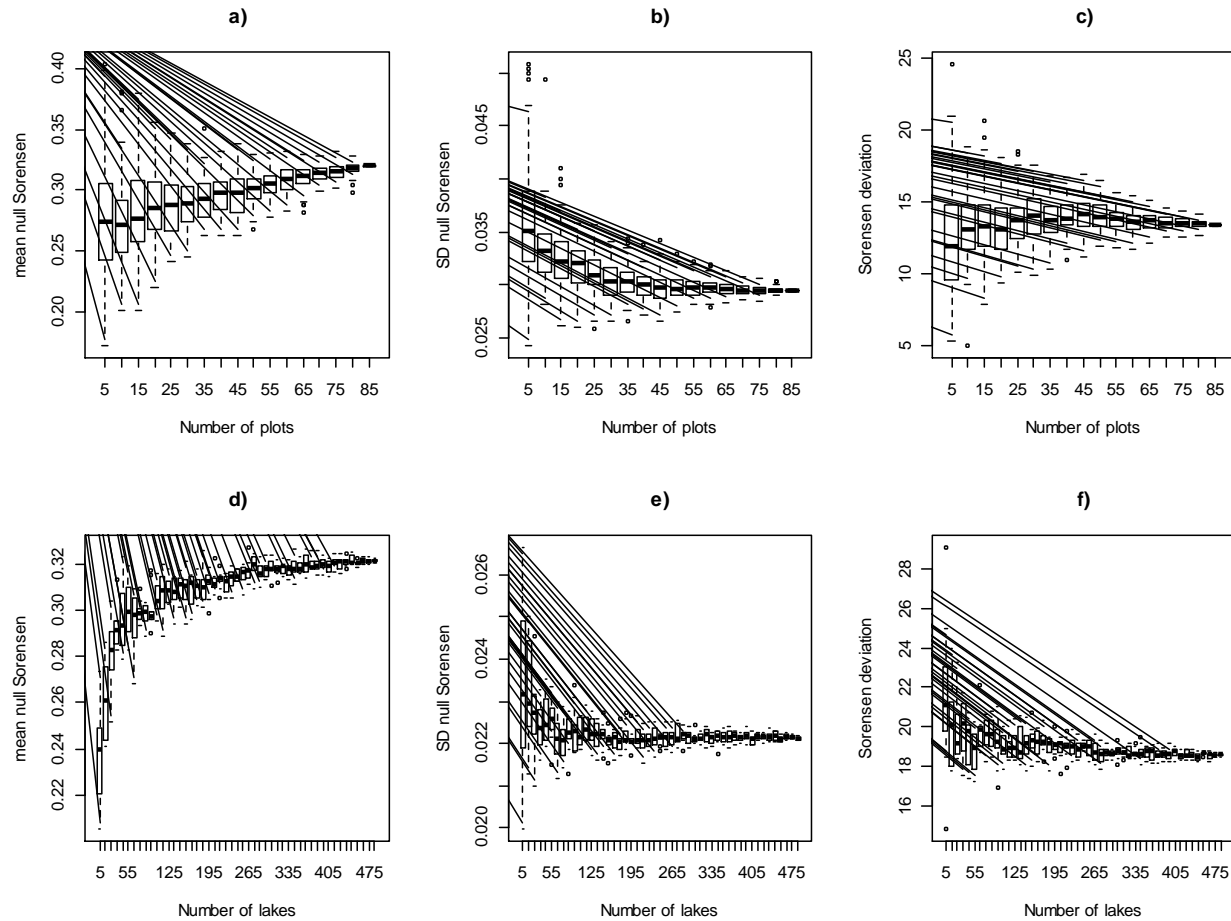 a)
mean null Sorensen
0.20 0.25 0.30 0.35 0.40
5 15 25 35 45 55 65 75 85
Number of plots
b)
SD null Sorensen
0.025 0.035 0.045
5 15 25 35 45 55 65 75 85
Number of plots
c)
Sorensen deviation
5 10 15 20 25
5 15 25 35 45 55 65 75 85
Number of plots
d)
mean null Sorensen
0.22 0.24 0.26 0.28 0.30 0.32
5 55 125 195 265 335 405 475
Number of lakes
e)
SD null Sorensen
0.020 0.022 0.024 0.026
5 55 125 195 265 335 405 475
Number of lakes
f)
Sorensen deviation
16 18 20 22 24 26 28
5 55 125 195 265 335 405 475
Number of lakes